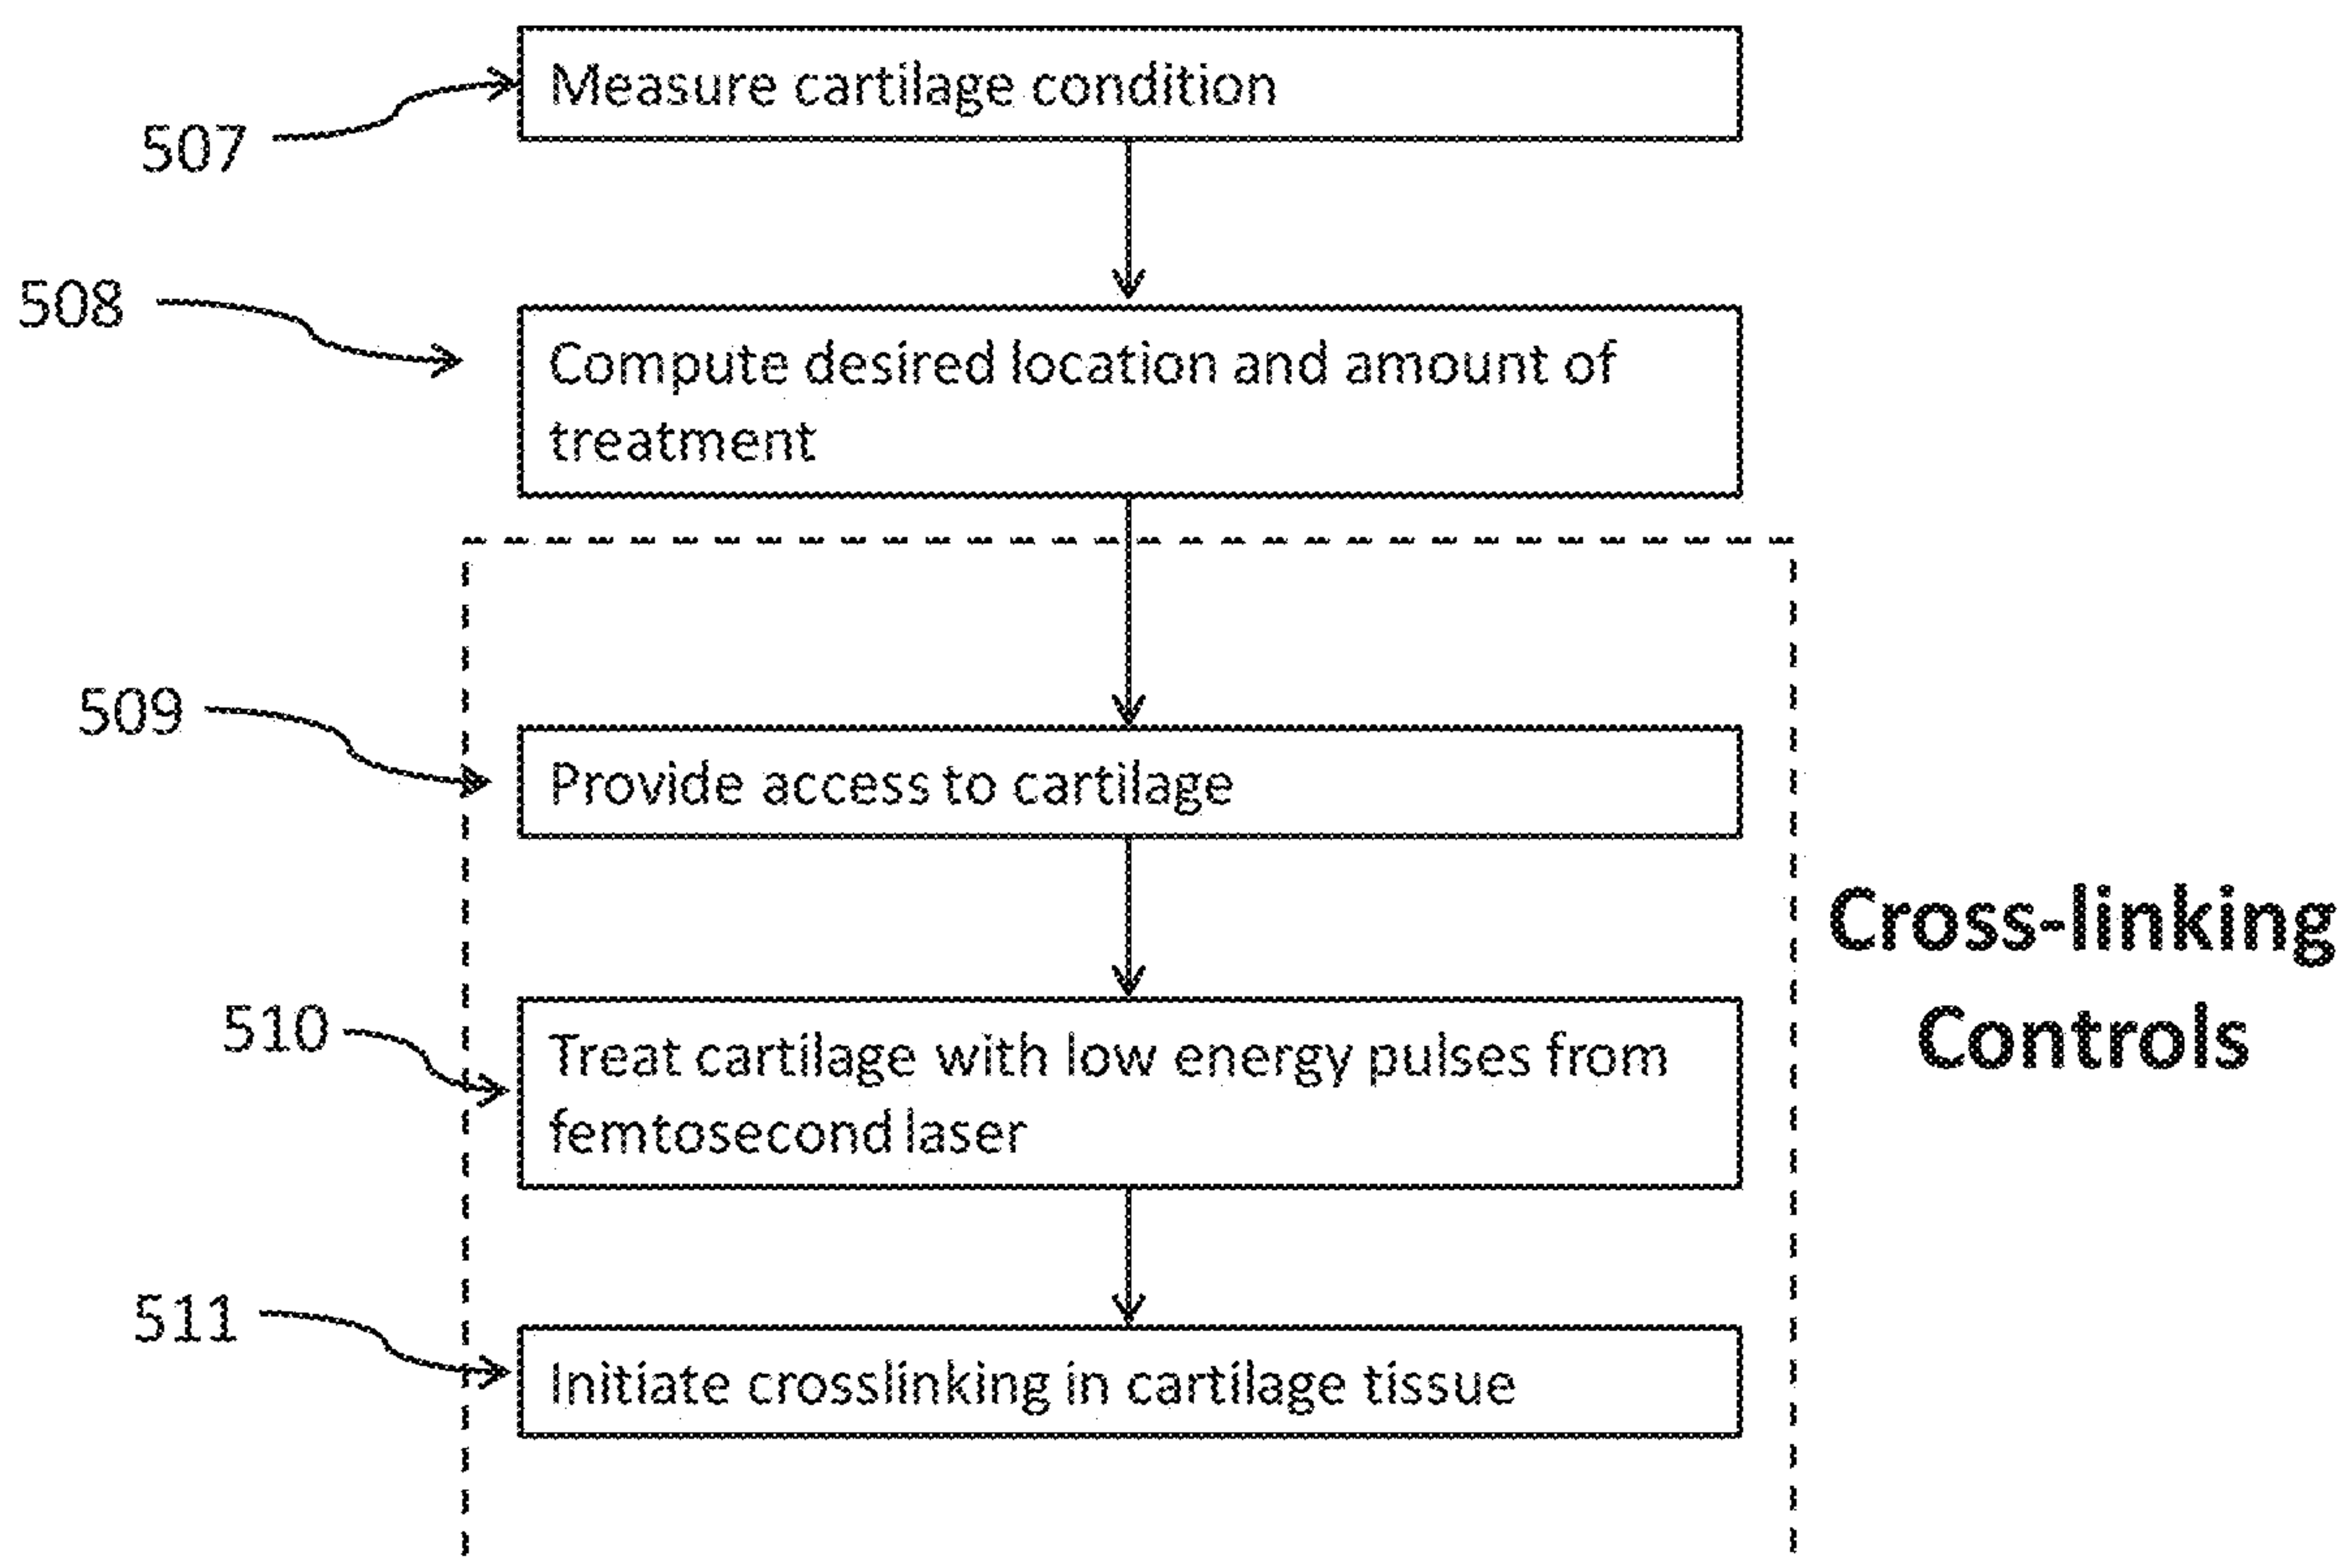 Measure cartilage condition
507
508
Compute desired location and amount of
treatment
509
Provide access to cartilage
Cross-linking
Controls
510
Treat cartilage with low energy pulses from
femtosecond laser
511
Initiate crosslinking in cartilage tissue